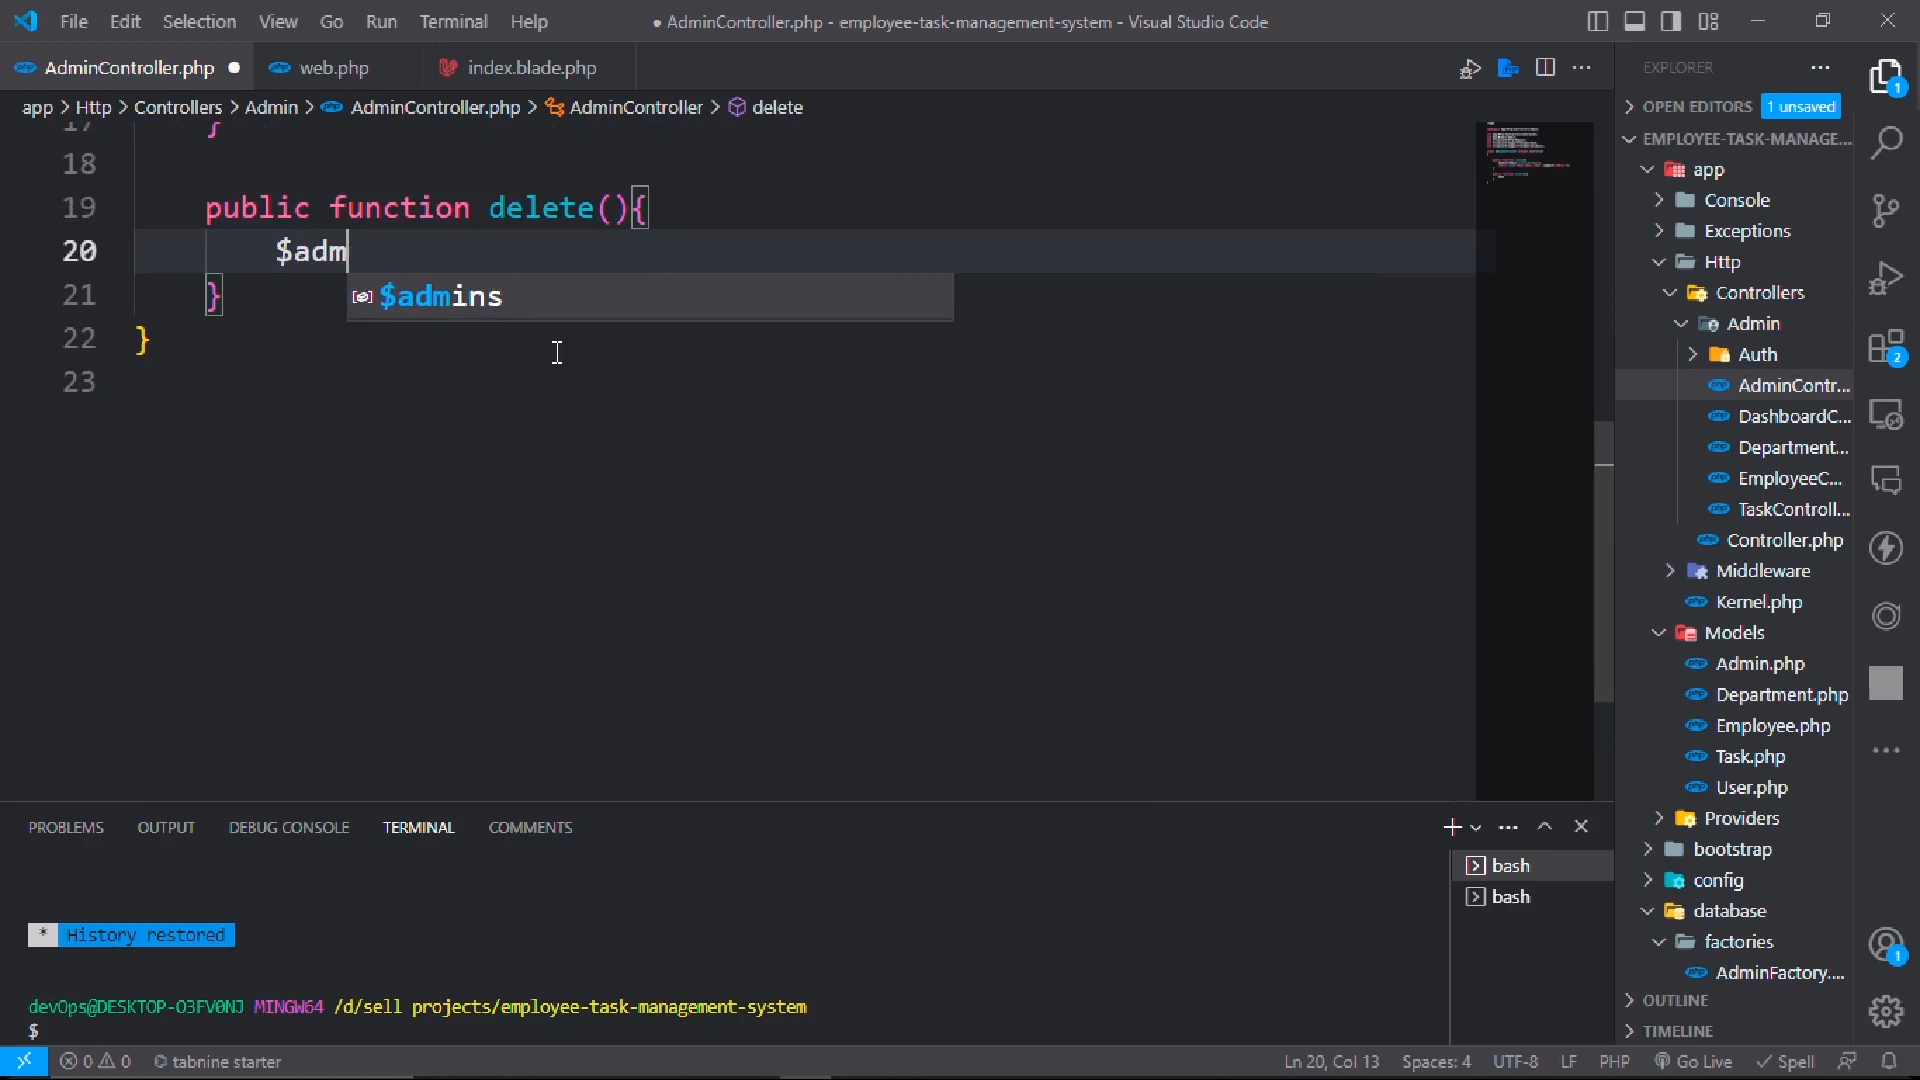 File Edit Selection View Go Run Terminal Help
● AdminController.php - employee-task-management-system - Visual Studio Code
AdminController.php ● web.php index.blade.php
app > Http > Controllers > Admin > AdminController.php > AdminController > delete
17 }
18
19 public function delete(){
20 $adm
$admins
21 }
22 }
23
PROBLEMS OUTPUT DEBUG CONSOLE TERMINAL COMMENTS
bash
bash
* History restored
devOps@DESKTOP-O3FV0NJ MINGW64 /d/sell projects/employee-task-management-system
$
EXPLORER
OPEN EDITORS 1 unsaved
EMPLOYEE-TASK-MANAGE...
app
Console
Exceptions
Http
Controllers
Admin
Auth
AdminContr...
DashboardC...
Department...
EmployeeC...
TaskControll...
Controller.php
Middleware
Kernel.php
Models
Admin.php
Department.php
Employee.php
Task.php
User.php
Providers
bootstrap
config
database
factories
AdminFactory....
OUTLINE
TIMELINE
1
2
1
0 0 tabnine starter
Ln 20, Col 13 Spaces: 4 UTF-8 LF PHP Go Live Spell